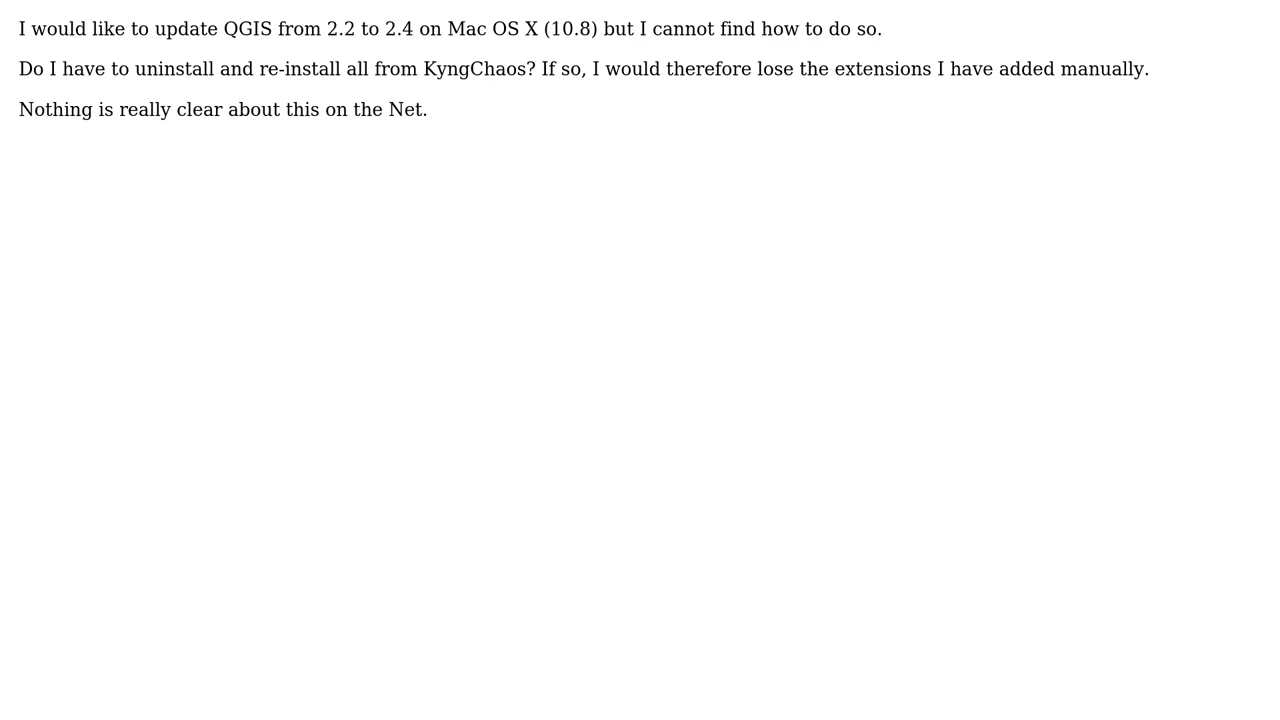 I would like to update QGIS from 2.2 to 2.4 on Mac OS X (10.8) but I cannot find how to do so.
Do I have to uninstall and re-install all from KyngChaos? If so, I would therefore lose the extensions I have added manually.
Nothing is really clear about this on the Net.